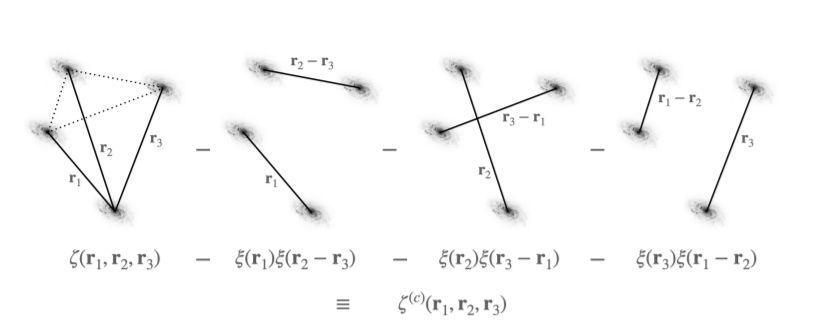 r₂ − r₃
r₁ − r₂
r₃ − r₁
r₃
r₂
r₃
r₂
r₁
r₁
− − −
ζ(r₁, r₂, r₃) − ξ(r₁)ξ(r₂ − r₃) − ξ(r₂)ξ(r₃ − r₁) − ξ(r₃)ξ(r₁ − r₂)
≡ ζ⁽ᶜ⁾(r₁, r₂, r₃)